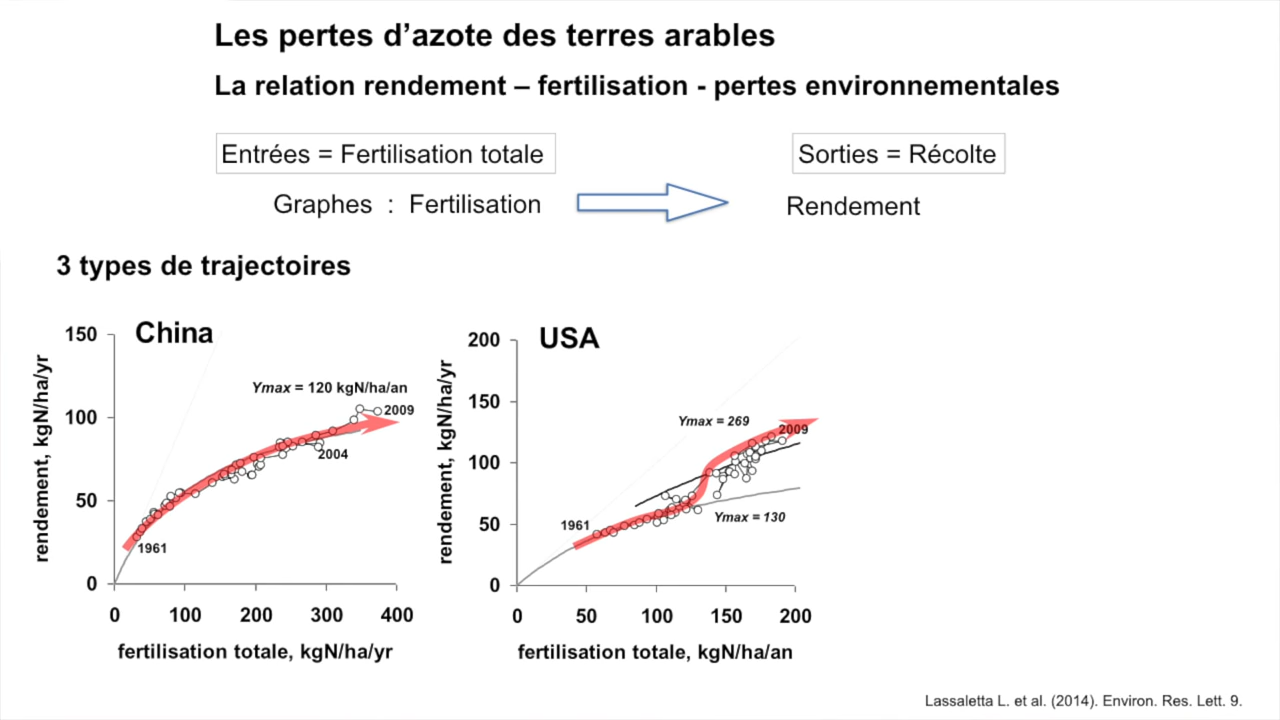 Les pertes d’azote des terres arables
La relation rendement – fertilisation - pertes environnementales
Entrées = Fertilisation totale
Sorties = Récolte
Graphes : Fertilisation
Rendement
3 types de trajectoires
China
150
100
50
0
rendement, kgN/ha/yr
Ymax = 120 kgN/ha/an
2009
2004
1961
0 100 200 300 400
fertilisation totale, kgN/ha/yr
USA
200
150
100
50
0
rendement, kgN/ha/yr
Ymax = 269
2009
1961
Ymax = 130
0 50 100 150 200
fertilisation totale, kgN/ha/an
Lassaletta L. et al. (2014). Environ. Res. Lett. 9.